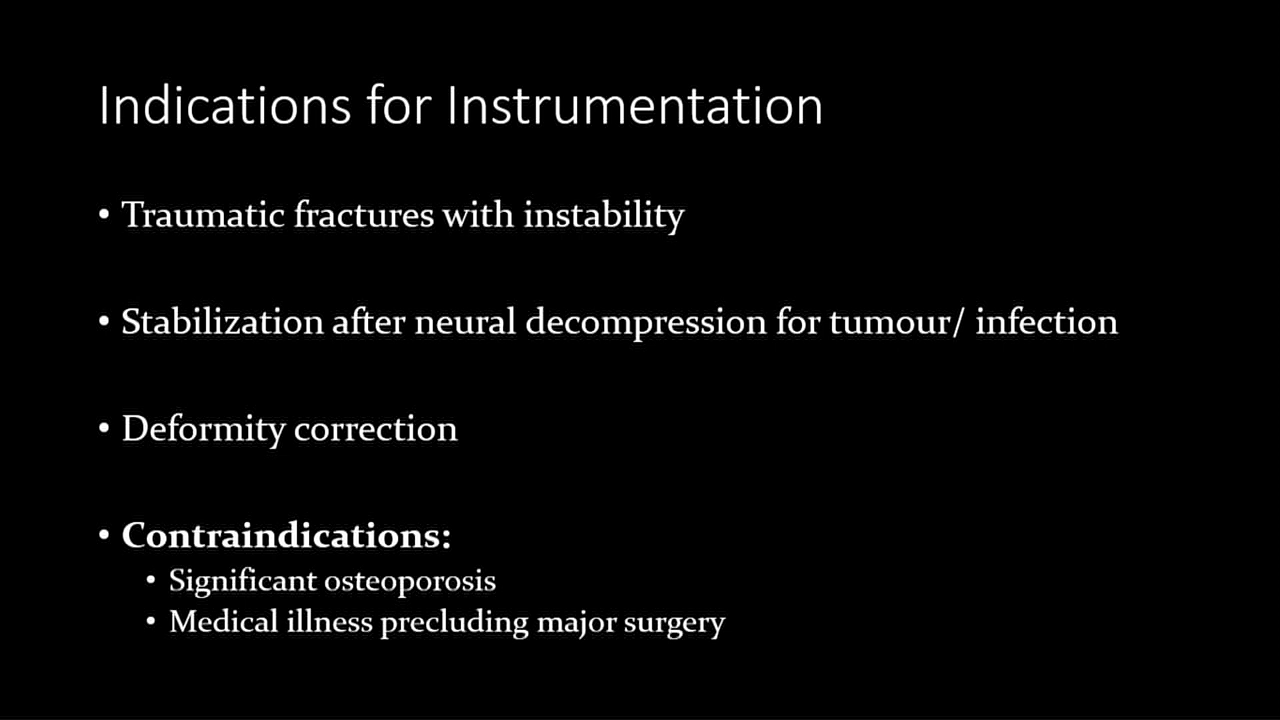 Indications for Instrumentation
• Traumatic fractures with instability
• Stabilization after neural decompression for tumour/ infection
• Deformity correction
• Contraindications:
• Significant osteoporosis
• Medical illness precluding major surgery